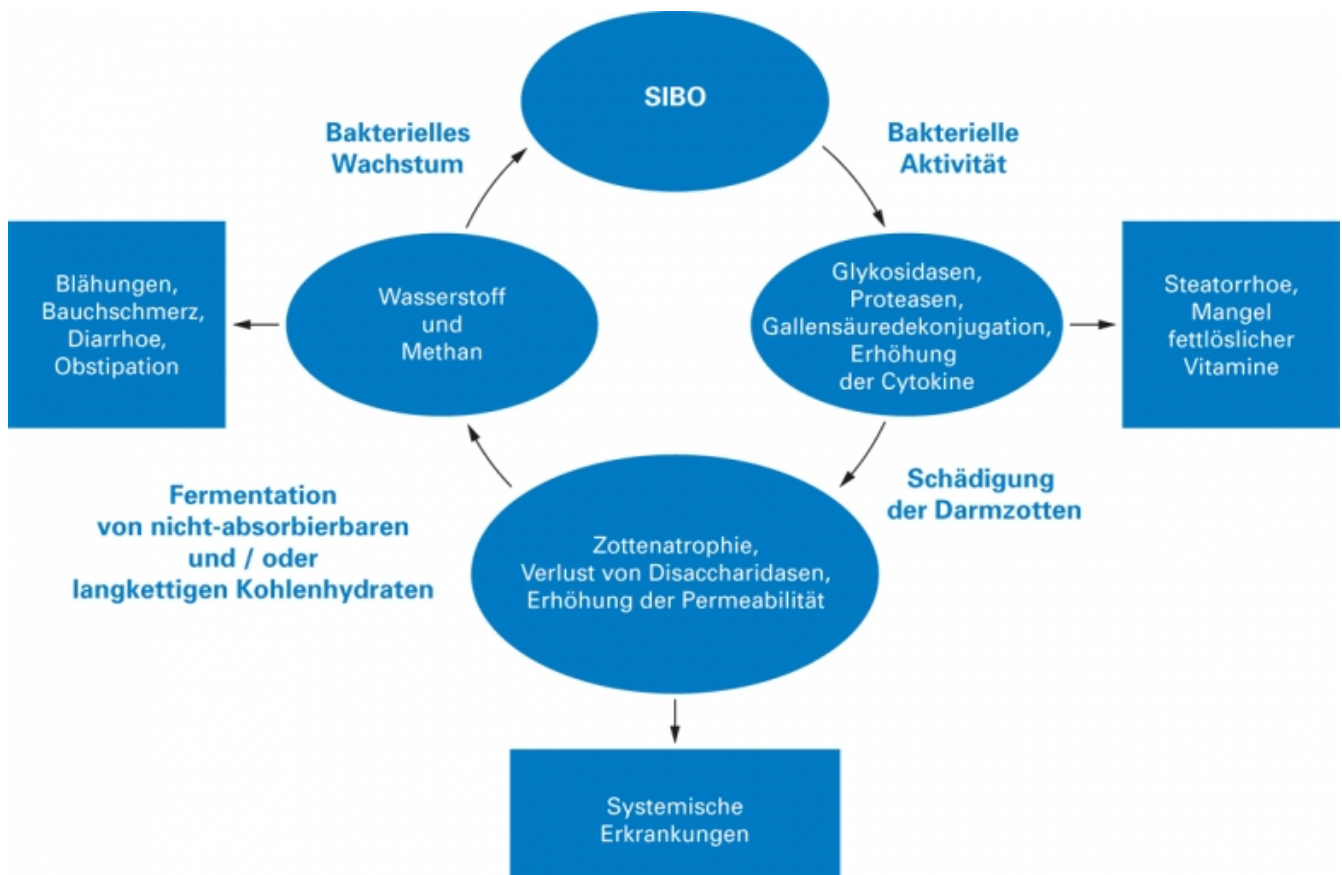 SIBO
Bakterielles
Wachstum
Bakterielle
Aktivität
Blähungen,
Bauchschmerz,
Diarrhoe,
Obstipation
Wasserstoff
und
Methan
Glykosidasen,
Proteasen,
Gallensäuredekonjugation,
Erhöhung
der Cytokine
Steatorrhoe,
Mangel
fettlöslicher
Vitamine
Fermentation
von nicht-absorbierbaren
und / oder
langkettigen Kohlenhydraten
Schädigung
der Darmzotten
Zottenatrophie,
Verlust von Disaccharidasen,
Erhöhung der Permeabilität
Systemische
Erkrankungen